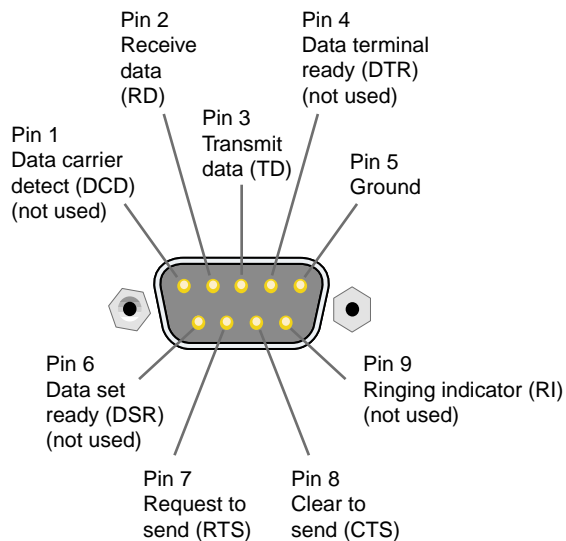 Pin 2
Receive
data
(RD)
Pin 4
Data terminal
ready (DTR)
(not used)
Pin 3
Transmit
data (TD)
Pin 1
Data carrier
detect (DCD)
(not used)
Pin 5
Ground
Pin 6
Data set
ready (DSR)
(not used)
Pin 9
Ringing indicator (RI)
(not used)
Pin 7
Request to
send (RTS)
Pin 8
Clear to
send (CTS)